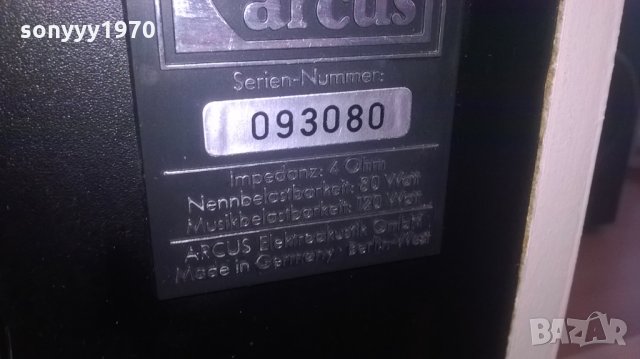 sonyyy1970
arcus
Serien-Nummer:
093080
Impedanz: 4 Ohm
Nennbelastbarkeit: 80 Watt
Musikbelastbarkeit: 120 Watt
ARCUS Elektroakustik GmbH
Made in Germany · Berlin-West
BAZAR